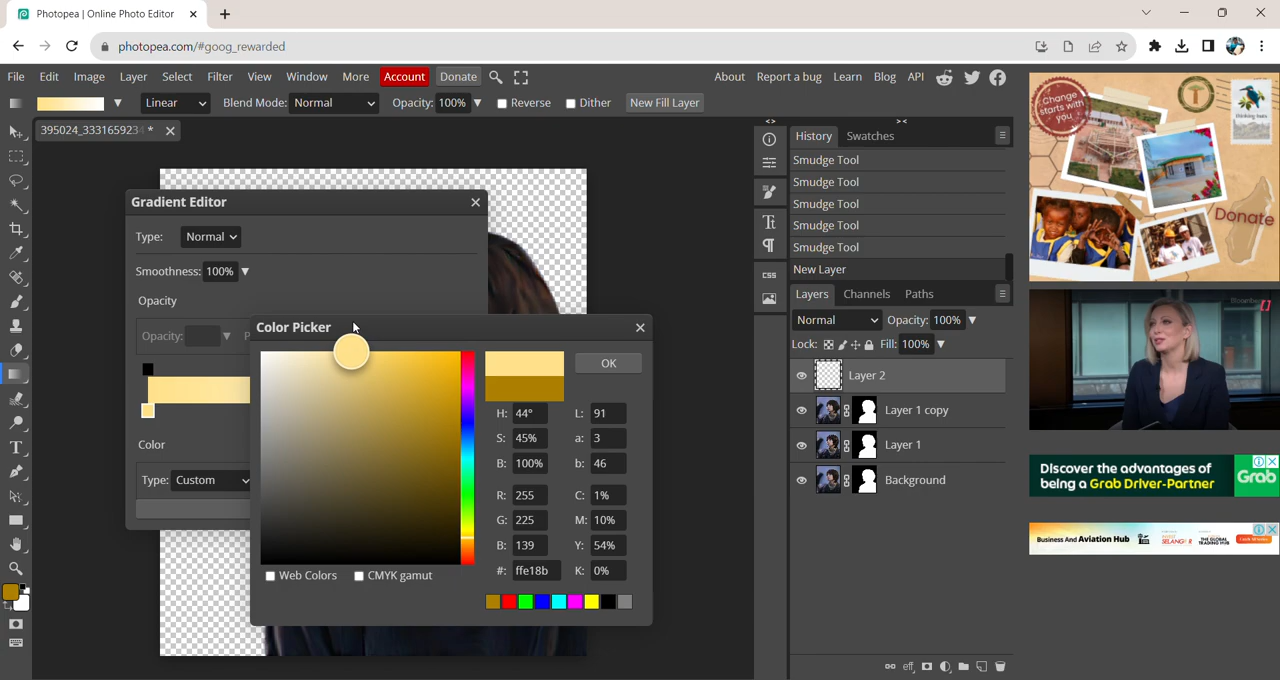 Photopea | Online Photo Editor
photopea.com/#goog_rewarded
File Edit Image Layer Select Filter View Window More Account Donate
About Report a bug Learn Blog API
Linear Blend Mode: Normal Opacity: 100% Reverse Dither New Fill Layer
395024_333165923 *
Gradient Editor
Type: Normal
Smoothness: 100%
Opacity
Opacity:
Color
Type: Custom
Color Picker
OK
H: 44° L: 91
S: 45% a: 3
B: 100% b: 46
R: 255 C: 1%
G: 225 M: 10%
B: 139 Y: 54%
#: ffe18b K: 0%
Web Colors CMYK gamut
History Swatches
Smudge Tool
Smudge Tool
Smudge Tool
Smudge Tool
Smudge Tool
New Layer
Layers Channels Paths
Normal Opacity: 100%
Lock: Fill: 100%
Layer 2
Layer 1 copy
Layer 1
Background
CSS
Change
starts with
you
Donate
Discover the advantages of
being a Grab Driver-Partner
Grab
Business And Aviation Hub